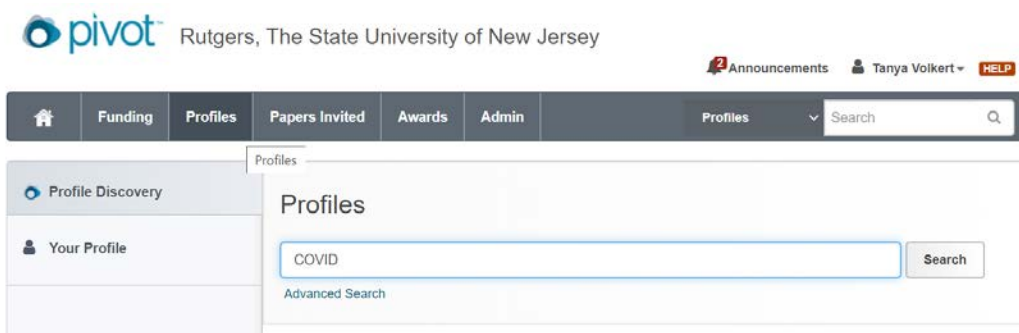 pivot Rutgers, The State University of New Jersey
2 Announcements Tanya Volkert HELP
Funding Profiles Papers Invited Awards Admin Profiles Search
Profiles
Profile Discovery
Profiles
Your Profile
COVID Search
Advanced Search